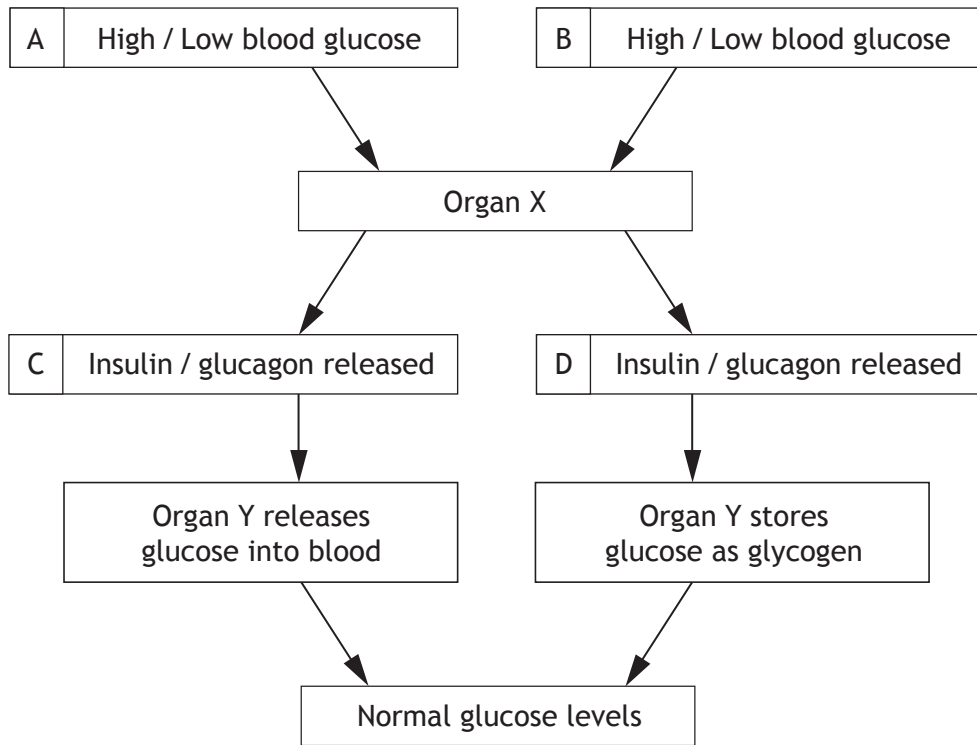 A High / Low blood glucose
B High / Low blood glucose
Organ X
C Insulin / glucagon released
D Insulin / glucagon released
Organ Y releases
glucose into blood
Organ Y stores
glucose as glycogen
Normal glucose levels